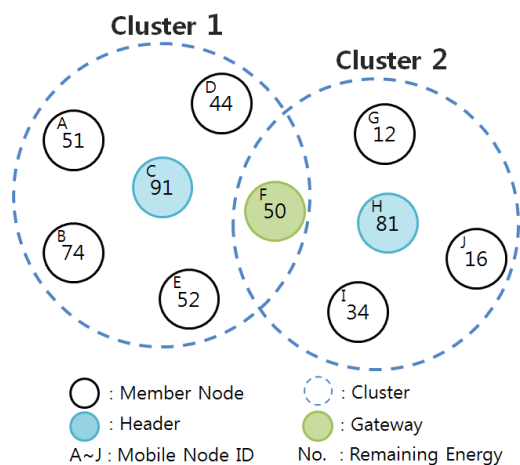 Cluster 1
Cluster 2
D
44
A
51
G
12
C
91
F
50
H
81
B
74
J
16
E
52
I
34
: Member Node
: Cluster
: Header
: Gateway
A~J : Mobile Node ID
No. : Remaining Energy